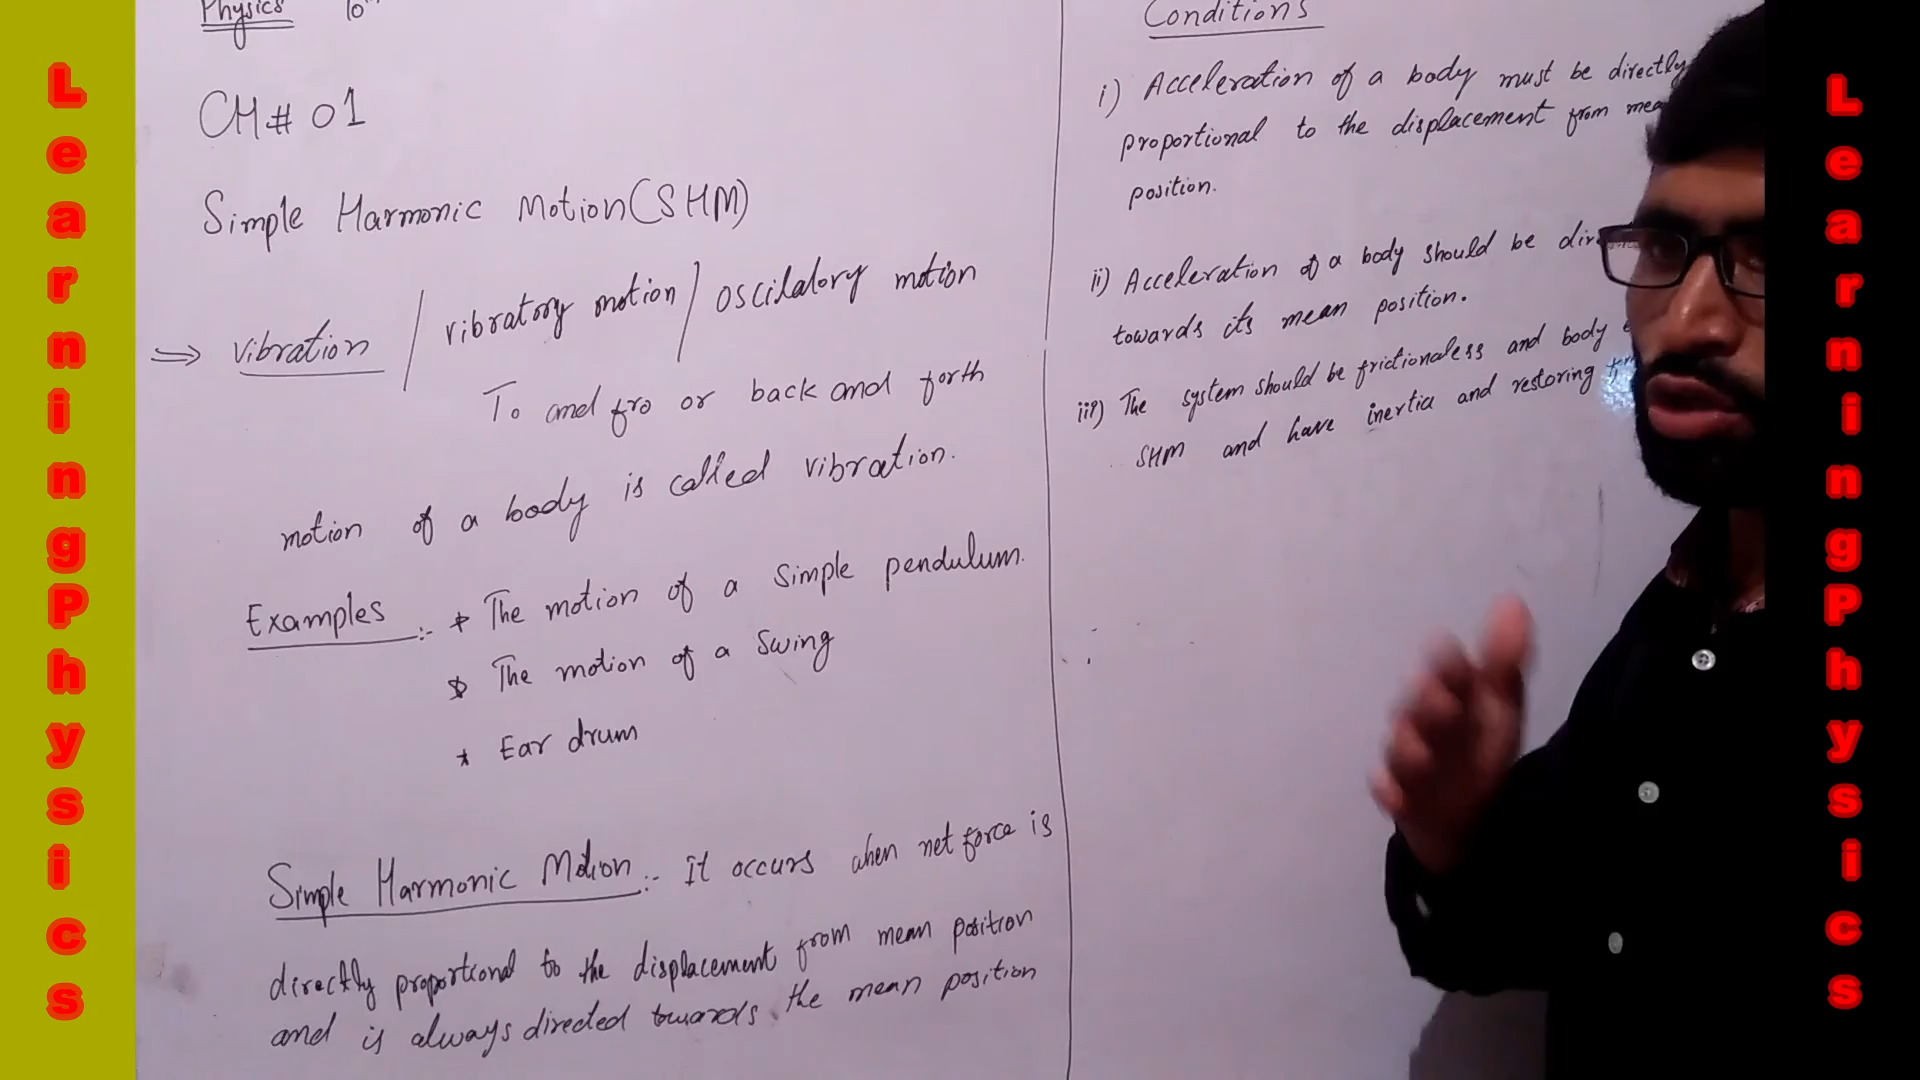 LearningPhysics
Physics 10th
CH# 01
Simple Harmonic Motion (SHM)
⇒ vibration / vibratory motion / oscilatory motion
To and fro or back and forth
motion of a body is called vibration.
Examples :- * The motion of a simple pendulum.
* The motion of a Swing
* Ear drum
Simple Harmonic Motion :- It occurs when net force is
directly proportional to the displacement from mean position
and is always directed towards the mean position
Conditions
i) Acceleration of a body must be directly
proportional to the displacement from
position.
ii) Acceleration of a body should be
towards its mean position.
iii) The system should be frictionaless and body
SHM and have inertia and restoring
LearningPhysics